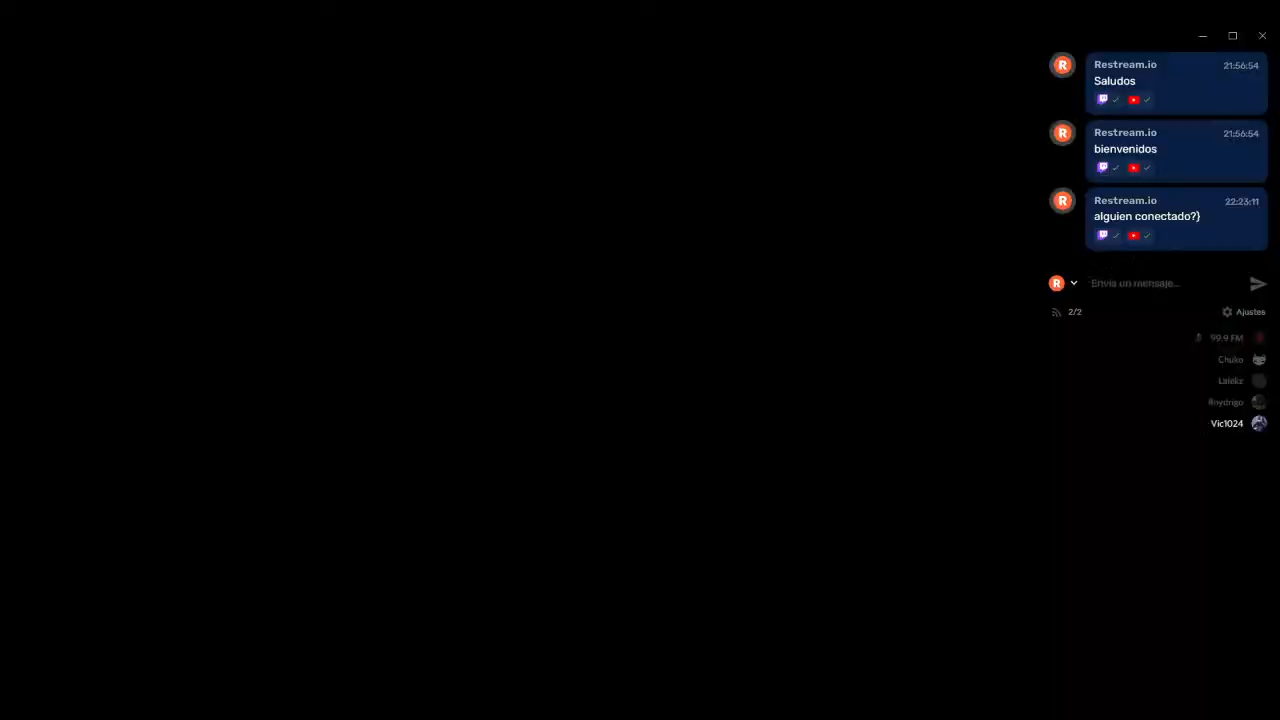 Restream.io 21:56:54
Saludos
Restream.io 21:56:54
bienvenidos
Restream.io 22:23:11
alguien conectado?}
Envía un mensaje...
2/2 Ajustes
99.9 FM
Chuko
Vic1024